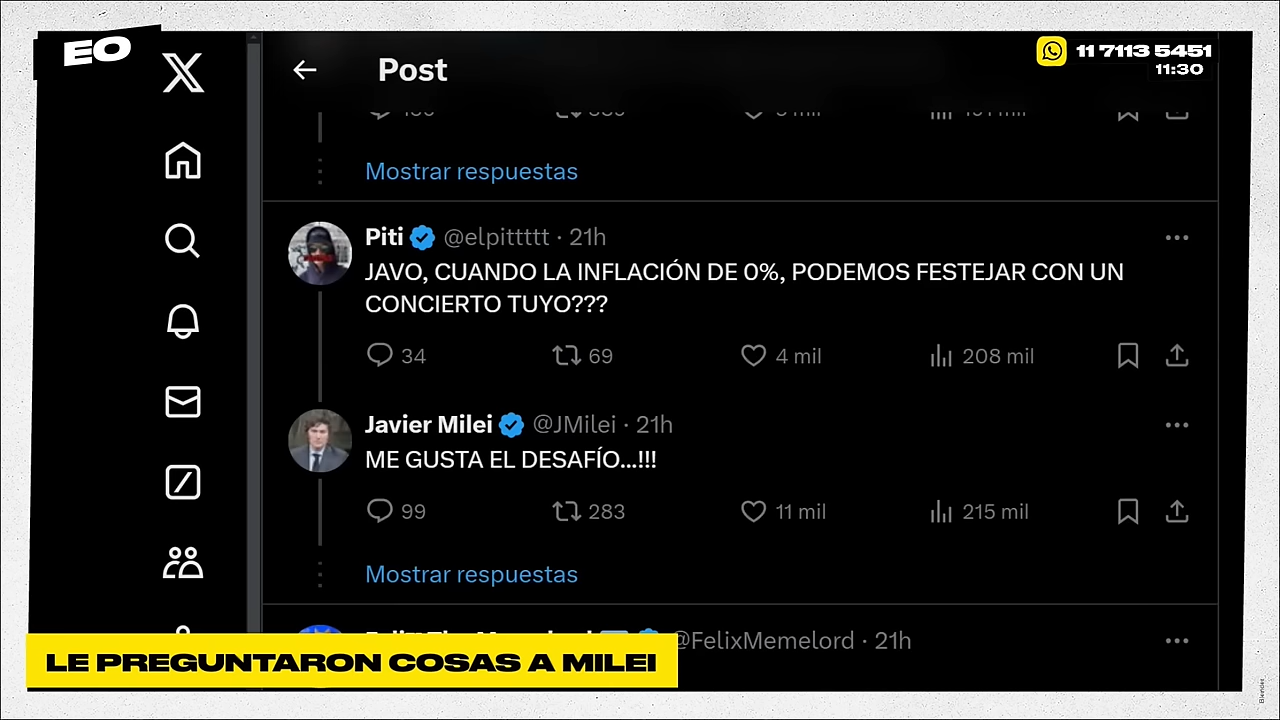 EO
11 7113 5451
11:30
Post
Mostrar respuestas
Piti @elpittttt · 21h
JAVO, CUANDO LA INFLACIÓN DE 0%, PODEMOS FESTEJAR CON UN
CONCIERTO TUYO???
34 69 4 mil 208 mil
Javier Milei @JMilei · 21h
ME GUSTA EL DESAFÍO...!!!
99 283 11 mil 215 mil
Mostrar respuestas
@FelixMemelord · 21h
LE PREGUNTARON COSAS A MILEI